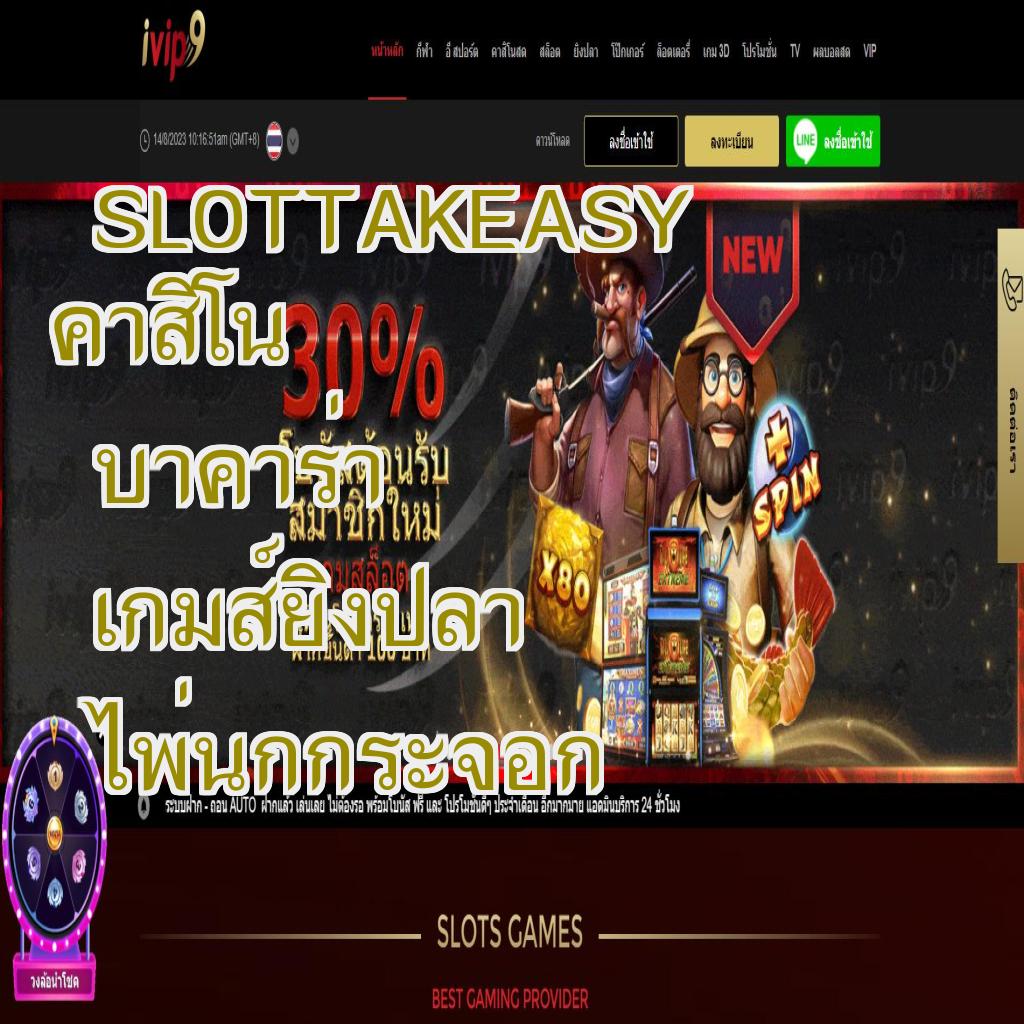 ivip9
หน้าหลัก กีฬา อีสปอร์ต คาสิโนสด สล็อต ยิงปลา โป๊กเกอร์ ล็อตเตอรี่ เกม 3D โปรโมชั่น TV ผลบอลสด VIP
14/8/2023 10:16:51am (GMT+8) ดาวน์โหลด ลงชื่อเข้าใช้ ลงทะเบียน LINE ลงชื่อเข้าใช้
SLOTTAKEASY
NEW
คาสิโน
30%
ติดต่อเรา
บาคาร่า
สมาชิกใหม่
+ SPIN
X80
EXTREME
เกมส์ยิงปลา
ไพ่นกกระจอก
ระบบฝาก - ถอน AUTO ฝากแล้ว เล่นเลย ไม่ต้องรอ พร้อมโบนัส ฟรี และ โปรโมชั่นดีๆ ประจำเดือน อีกมากมาย แอดมินบริการ 24 ชั่วโมง
SLOTS GAMES
วงล้อนำโชค
BEST GAMING PROVIDER